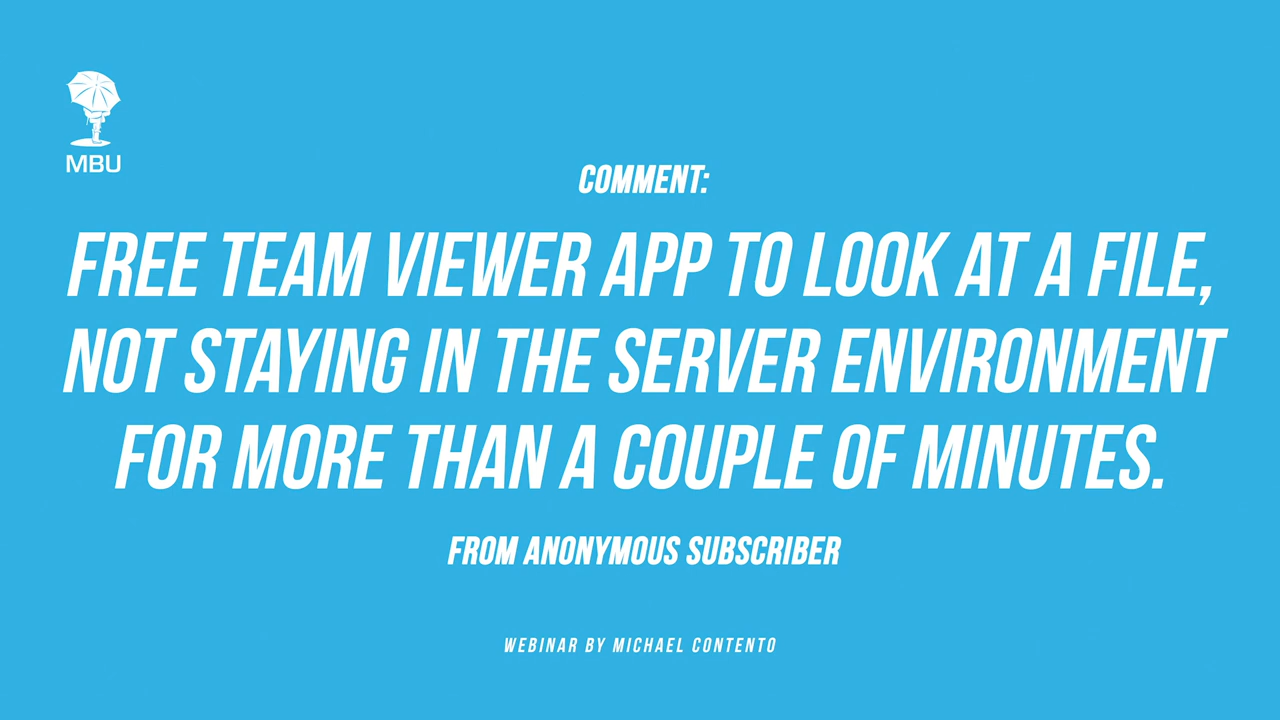 MBU
COMMENT:
FREE TEAM VIEWER APP TO LOOK AT A FILE,
NOT STAYING IN THE SERVER ENVIRONMENT
FOR MORE THAN A COUPLE OF MINUTES.
FROM ANONYMOUS SUBSCRIBER
WEBINAR BY MICHAEL CONTENTO